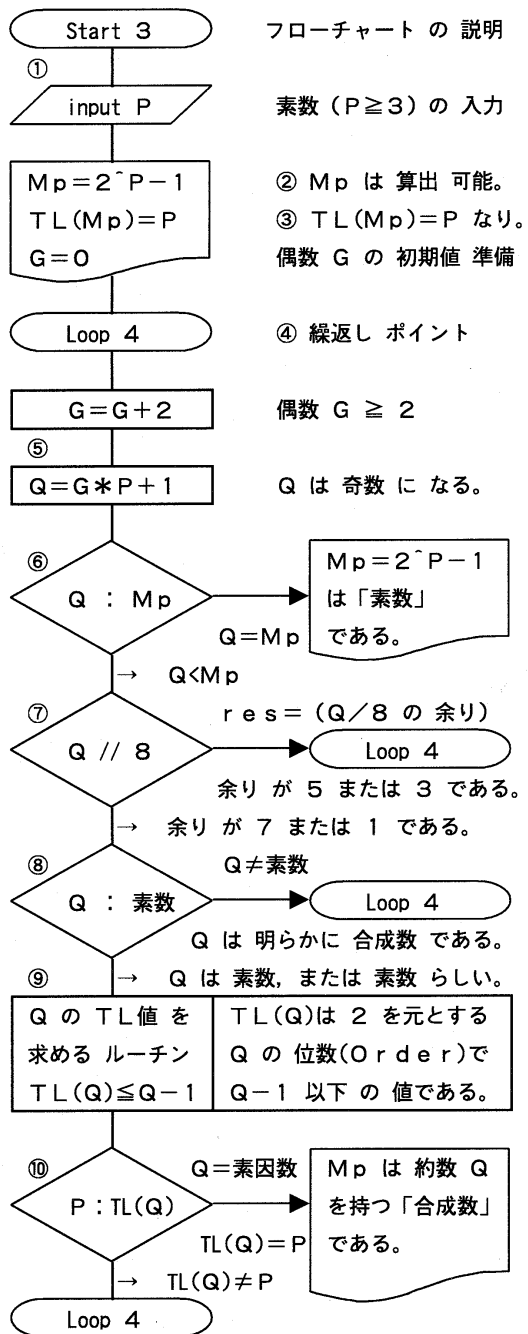 Start 3　フローチャート の 説明
①
input P　素数 (P≧3) の 入力
Mp=2^P-1　② Mp は 算出 可能。
TL(Mp)=P　③ TL(Mp)=P なり。
G=0　偶数 G の 初期値 準備
Loop 4　④ 繰返し ポイント
G=G+2　偶数 G ≧ 2
⑤
Q=G*P+1　Q は 奇数 に なる。
⑥　Mp=2^P-1
Q : Mp　は「素数」
Q=Mp　である。
→ Q<Mp
⑦　res= (Q/8 の 余り)
Q // 8　Loop 4
余り が 5 または 3 である。
→ 余り が 7 または 1 である。
⑧　Q≠素数
Q : 素数　Loop 4
Q は 明らかに 合成数 である。
⑨　→ Q は 素数, または 素数 らしい。
Q の TL値 を　TL(Q)は 2 を元とする
求める ルーチン　Q の 位数(Order)で
TL(Q)≦Q-1　Q-1 以下 の 値である。
⑩　Q=素因数　Mp は 約数 Q
P:TL(Q)　を持つ「合成数」
TL(Q)=P　である。
→ TL(Q)≠P
Loop 4